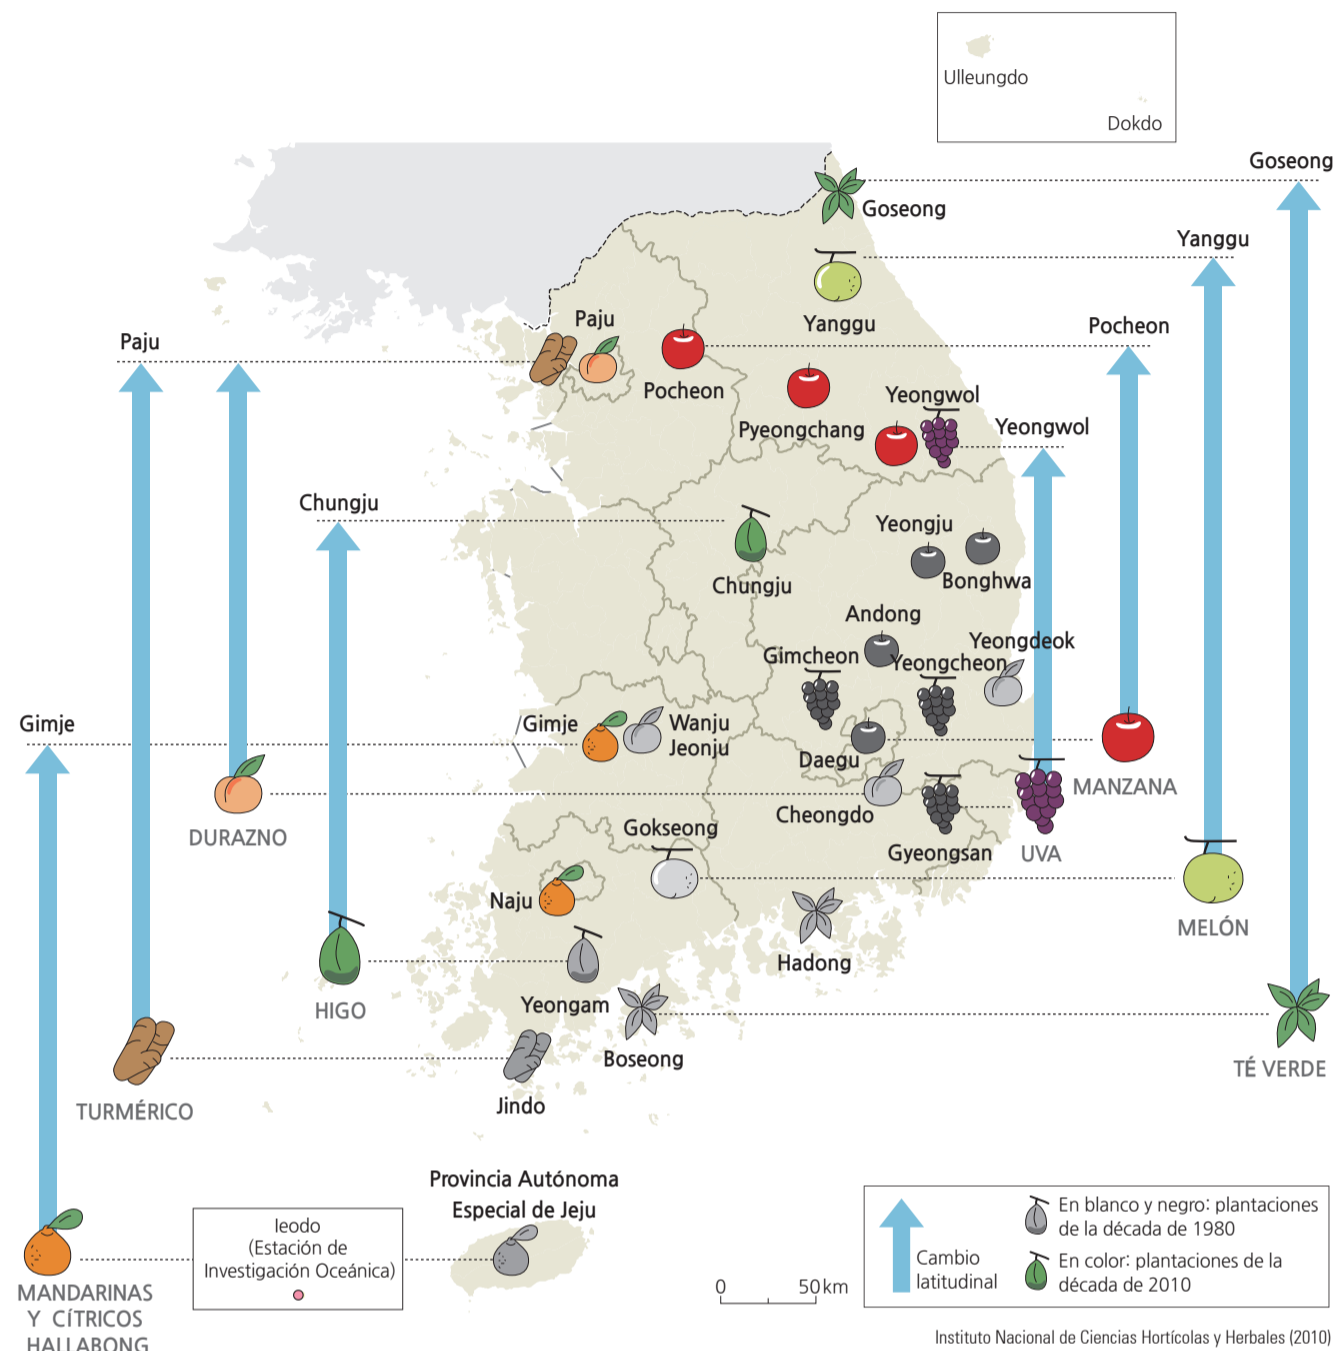 Ulleungdo
Dokdo
Goseong
Goseong
Yanggu
Yanggu
Pocheon
Paju
Paju
Pocheon
Yeongwol
Pyeongchang
Yeongwol
Chungju
Chungju
Yeongju
Bonghwa
Andong
Yeongdeok
Gimcheon
Yeongcheon
Gimje
Gimje
Wanju
Jeonju
Daegu
MANZANA
DURAZNO
Cheongdo
Gokseong
Gyeongsan
UVA
Naju
MELÓN
Hadong
HIGO
Yeongam
Boseong
TÉ VERDE
TURMÉRICO
Jindo
Provincia Autónoma
Especial de Jeju
Ieodo
(Estación de
Investigación Oceánica)
MANDARINAS
Y CÍTRICOS
HALLABONG
0 50 km
Cambio
latitudinal
En blanco y negro: plantaciones
de la década de 1980
En color: plantaciones de la
década de 2010
Instituto Nacional de Ciencias Hortícolas y Herbales (2010)